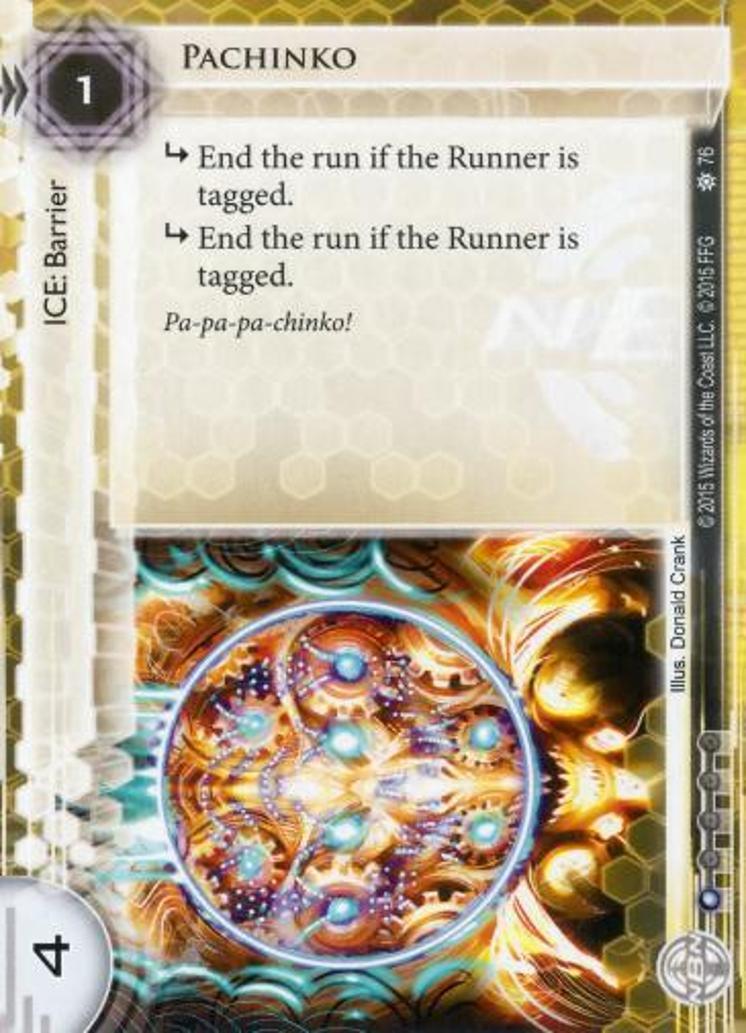 PACHINKO
1
ICE: Barrier
↳ End the run if the Runner is
tagged.
↳ End the run if the Runner is
tagged.
Pa-pa-pa-chinko!
76
© 2015 Wizards of the Coast LLC. © 2015 FFG
Illus. Donald Crank
4
NBN